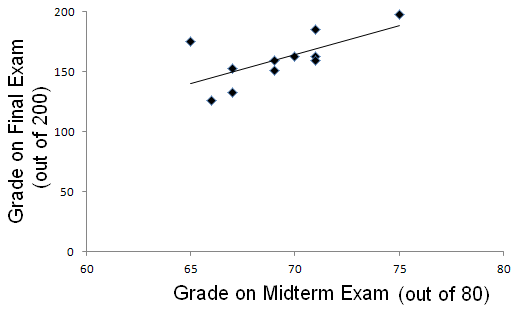 Grade on Final Exam
(out of 200)
200
150
100
50
0
60 65 70 75 80
Grade on Midterm Exam (out of 80)